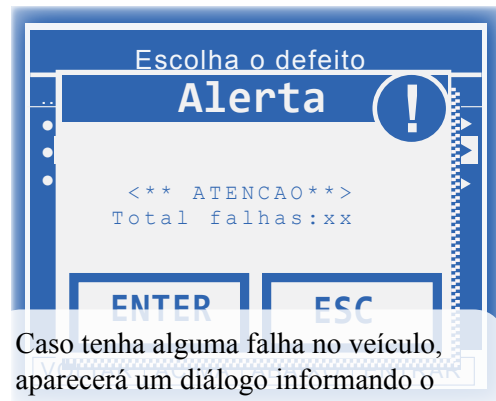 Escolha o defeito
Alerta
!
<** ATENCAO**>
Total falhas:xx
ENTER
ESC
Caso tenha alguma falha no veículo,
aparecerá um diálogo informando o